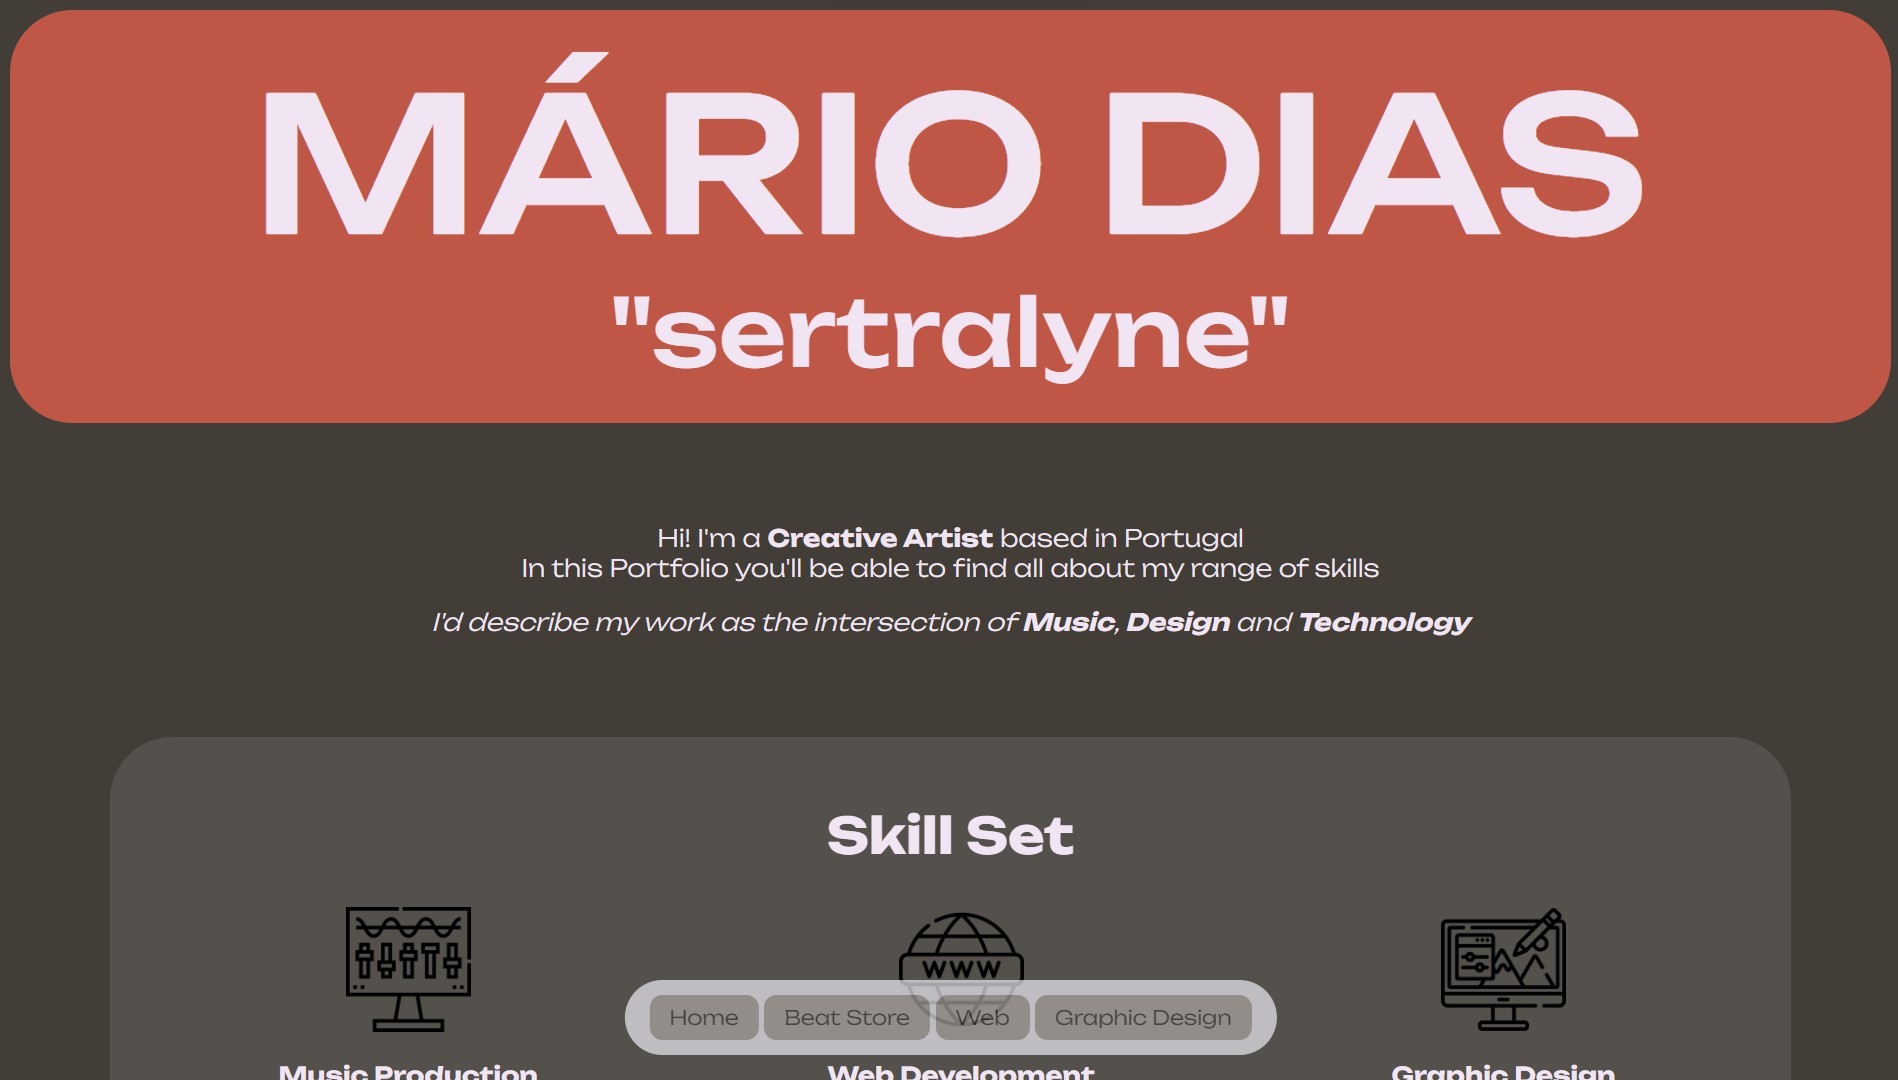 MÁRIO DIAS
"sertralyne"
Hi! I'm a Creative Artist based in Portugal
In this Portfolio you'll be able to find all about my range of skills
I'd describe my work as the intersection of Music, Design and Technology
Skill Set
WWW
Home
Beat Store
Web
Graphic Design
Music Production
Web Development
Graphic Design